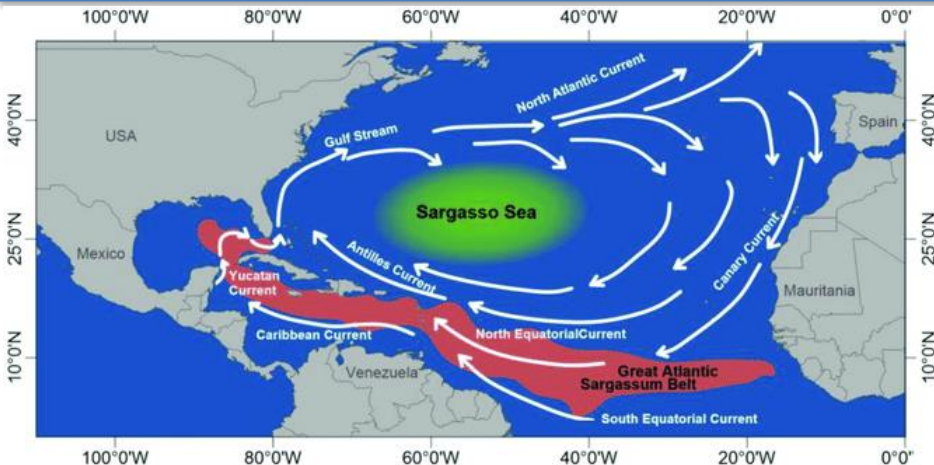 100°0'W 80°0'W 60°0'W 40°0'W 20°0'W 0°0'
40°0'N
25°0'N
10°0'N
USA
Mexico
Gulf Stream
North Atlantic Current
Spain
40°0'N
Sargasso Sea
Antilles Current
Canary Current
25°0'N
Mauritania
Yucatan
Current
Caribbean Current
North EquatorialCurrent
Venezuela
Great Atlantic
Sargassum Belt
South Equatorial Current
10°0'N
100°0'W 80°0'W 60°0'W 40°0'W 20°0'W 0°0'